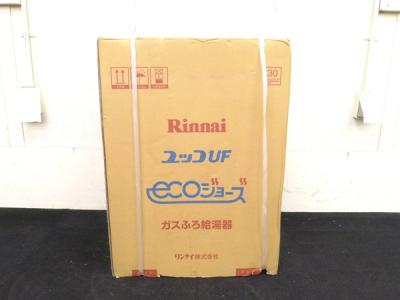 30
Rinnai
ユッコUF
ecoジョーズ
ガスふろ給湯器
リンナイ株式会社